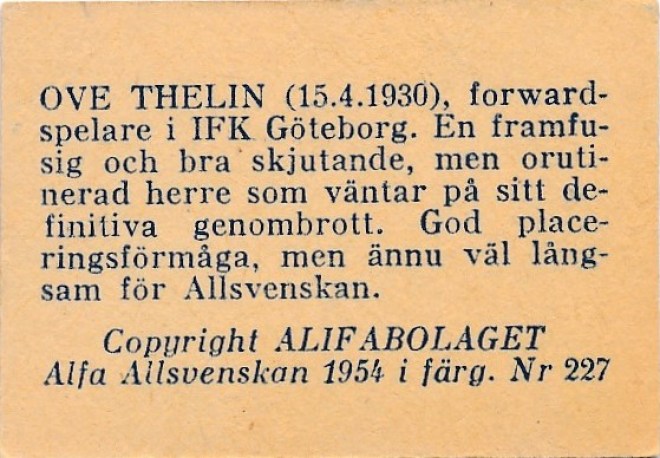 OVE THELIN (15.4.1930), forward-
spelare i IFK Göteborg. En framfu-
sig och bra skjutande, men oruti-
nerad herre som väntar på sitt de-
finitiva genombrott. God place-
ringsförmåga, men ännu väl lång-
sam för Allsvenskan.
Copyright ALIFABOLAGET
Alfa Allsvenskan 1954 i färg. Nr 227